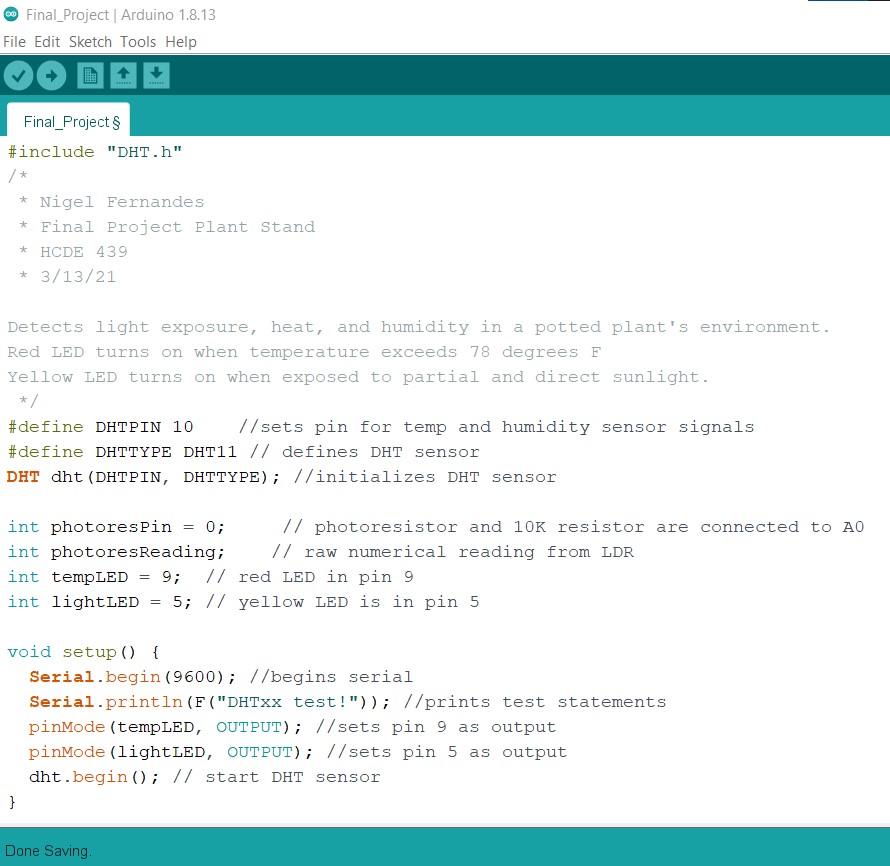 Final_Project | Arduino 1.8.13
File Edit Sketch Tools Help
Final_Project §
#include "DHT.h"
/*
 * Nigel Fernandes
 * Final Project Plant Stand
 * HCDE 439
 * 3/13/21

Detects light exposure, heat, and humidity in a potted plant's environment.
Red LED turns on when temperature exceeds 78 degrees F
Yellow LED turns on when exposed to partial and direct sunlight.
 */
#define DHTPIN 10    //sets pin for temp and humidity sensor signals
#define DHTTYPE DHT11 // defines DHT sensor
DHT dht(DHTPIN, DHTTYPE); //initializes DHT sensor

int photoresPin = 0;     // photoresistor and 10K resistor are connected to A0
int photoresReading;    // raw numerical reading from LDR
int tempLED = 9;  // red LED in pin 9
int lightLED = 5; // yellow LED is in pin 5

void setup() {
  Serial.begin(9600); //begins serial
  Serial.println(F("DHTxx test!")); //prints test statements
  pinMode(tempLED, OUTPUT); //sets pin 9 as output
  pinMode(lightLED, OUTPUT); //sets pin 5 as output
  dht.begin(); // start DHT sensor
}
Done Saving.